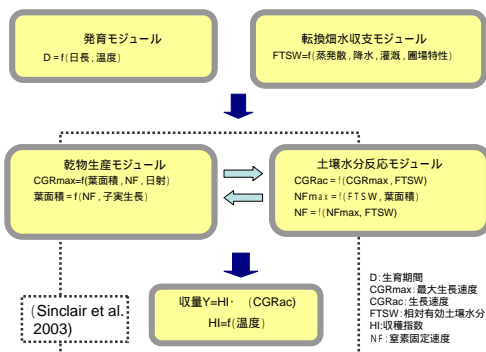 発育モジュール
D=f(日長,温度)
転換畑水収支モジュール
FTSW=f(蒸発散,降水,灌漑,圃場特性)
乾物生産モジュール
CGRmax=f(葉面積,NF,日射)
葉面積=f(NF,子実生長)
土壌水分反応モジュール
CGRac=f(CGRmax,FTSW)
NFmax=f(FTSW,葉面積)
NF=f(NFmax,FTSW)
収量Y=HI· (CGRac)
HI=f(温度)
(Sinclair et al.
2003)
D:生育期間
CGRmax:最大生長速度
CGRac:生長速度
FTSW:相対有効土壌水分
HI:収穫指数
NF:窒素固定速度